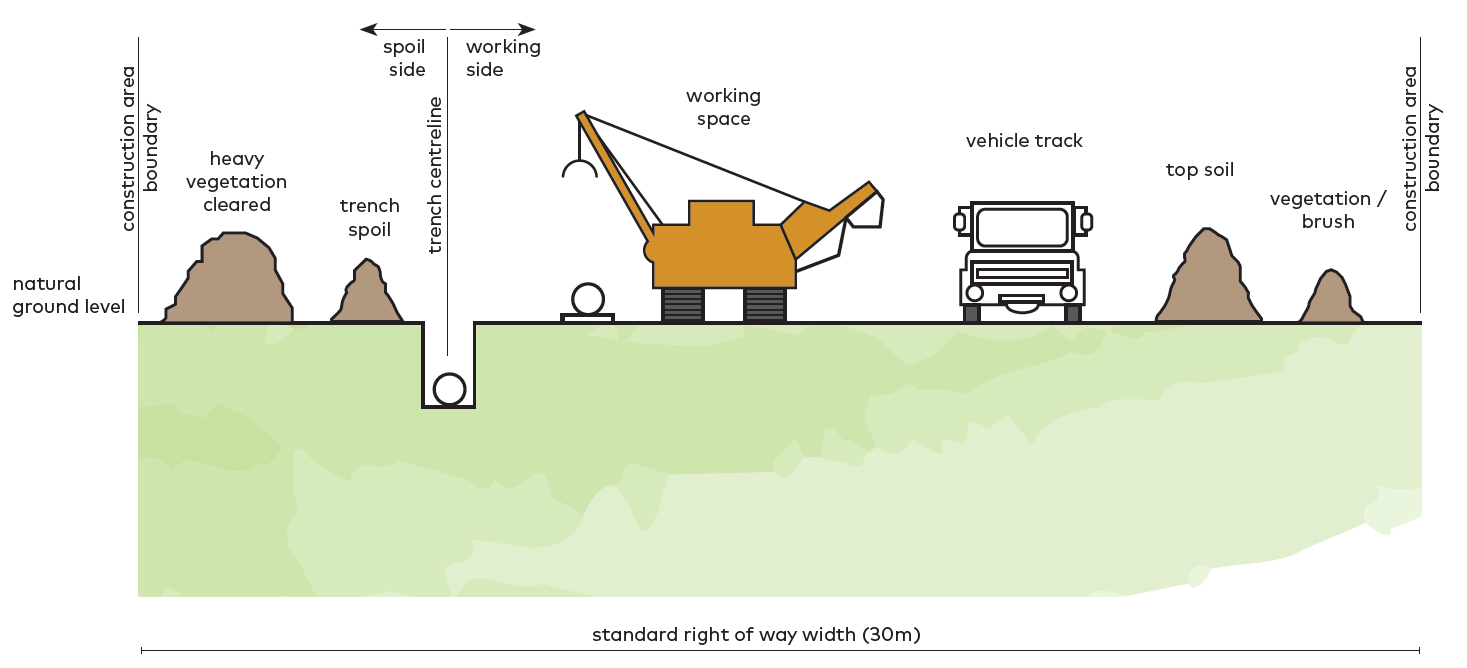 spoil
side
working
side
construction area
boundary
trench centreline
heavy
vegetation
cleared
trench
spoil
working
space
vehicle track
top soil
vegetation /
brush
construction area
boundary
natural
ground level
standard right of way width (30m)